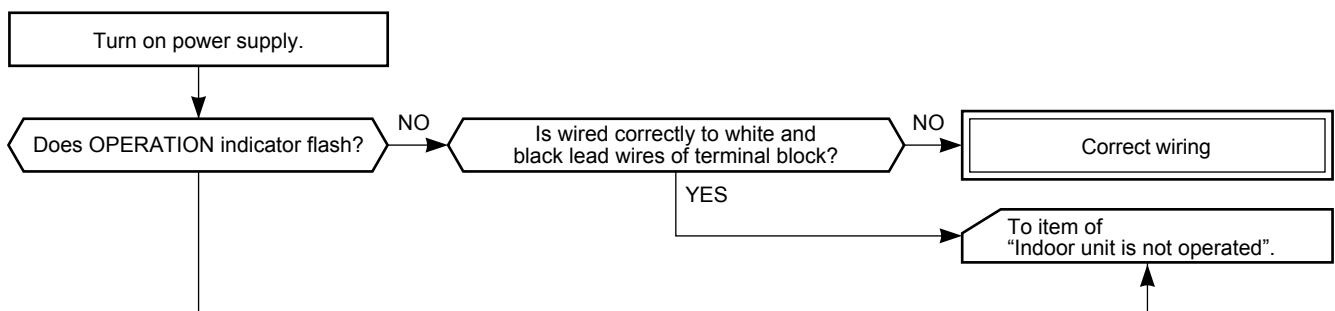 Turn on power supply.
Does OPERATION indicator flash?
NO
Is wired correctly to white and
black lead wires of terminal block?
NO
Correct wiring
YES
To item of
“Indoor unit is not operated”.